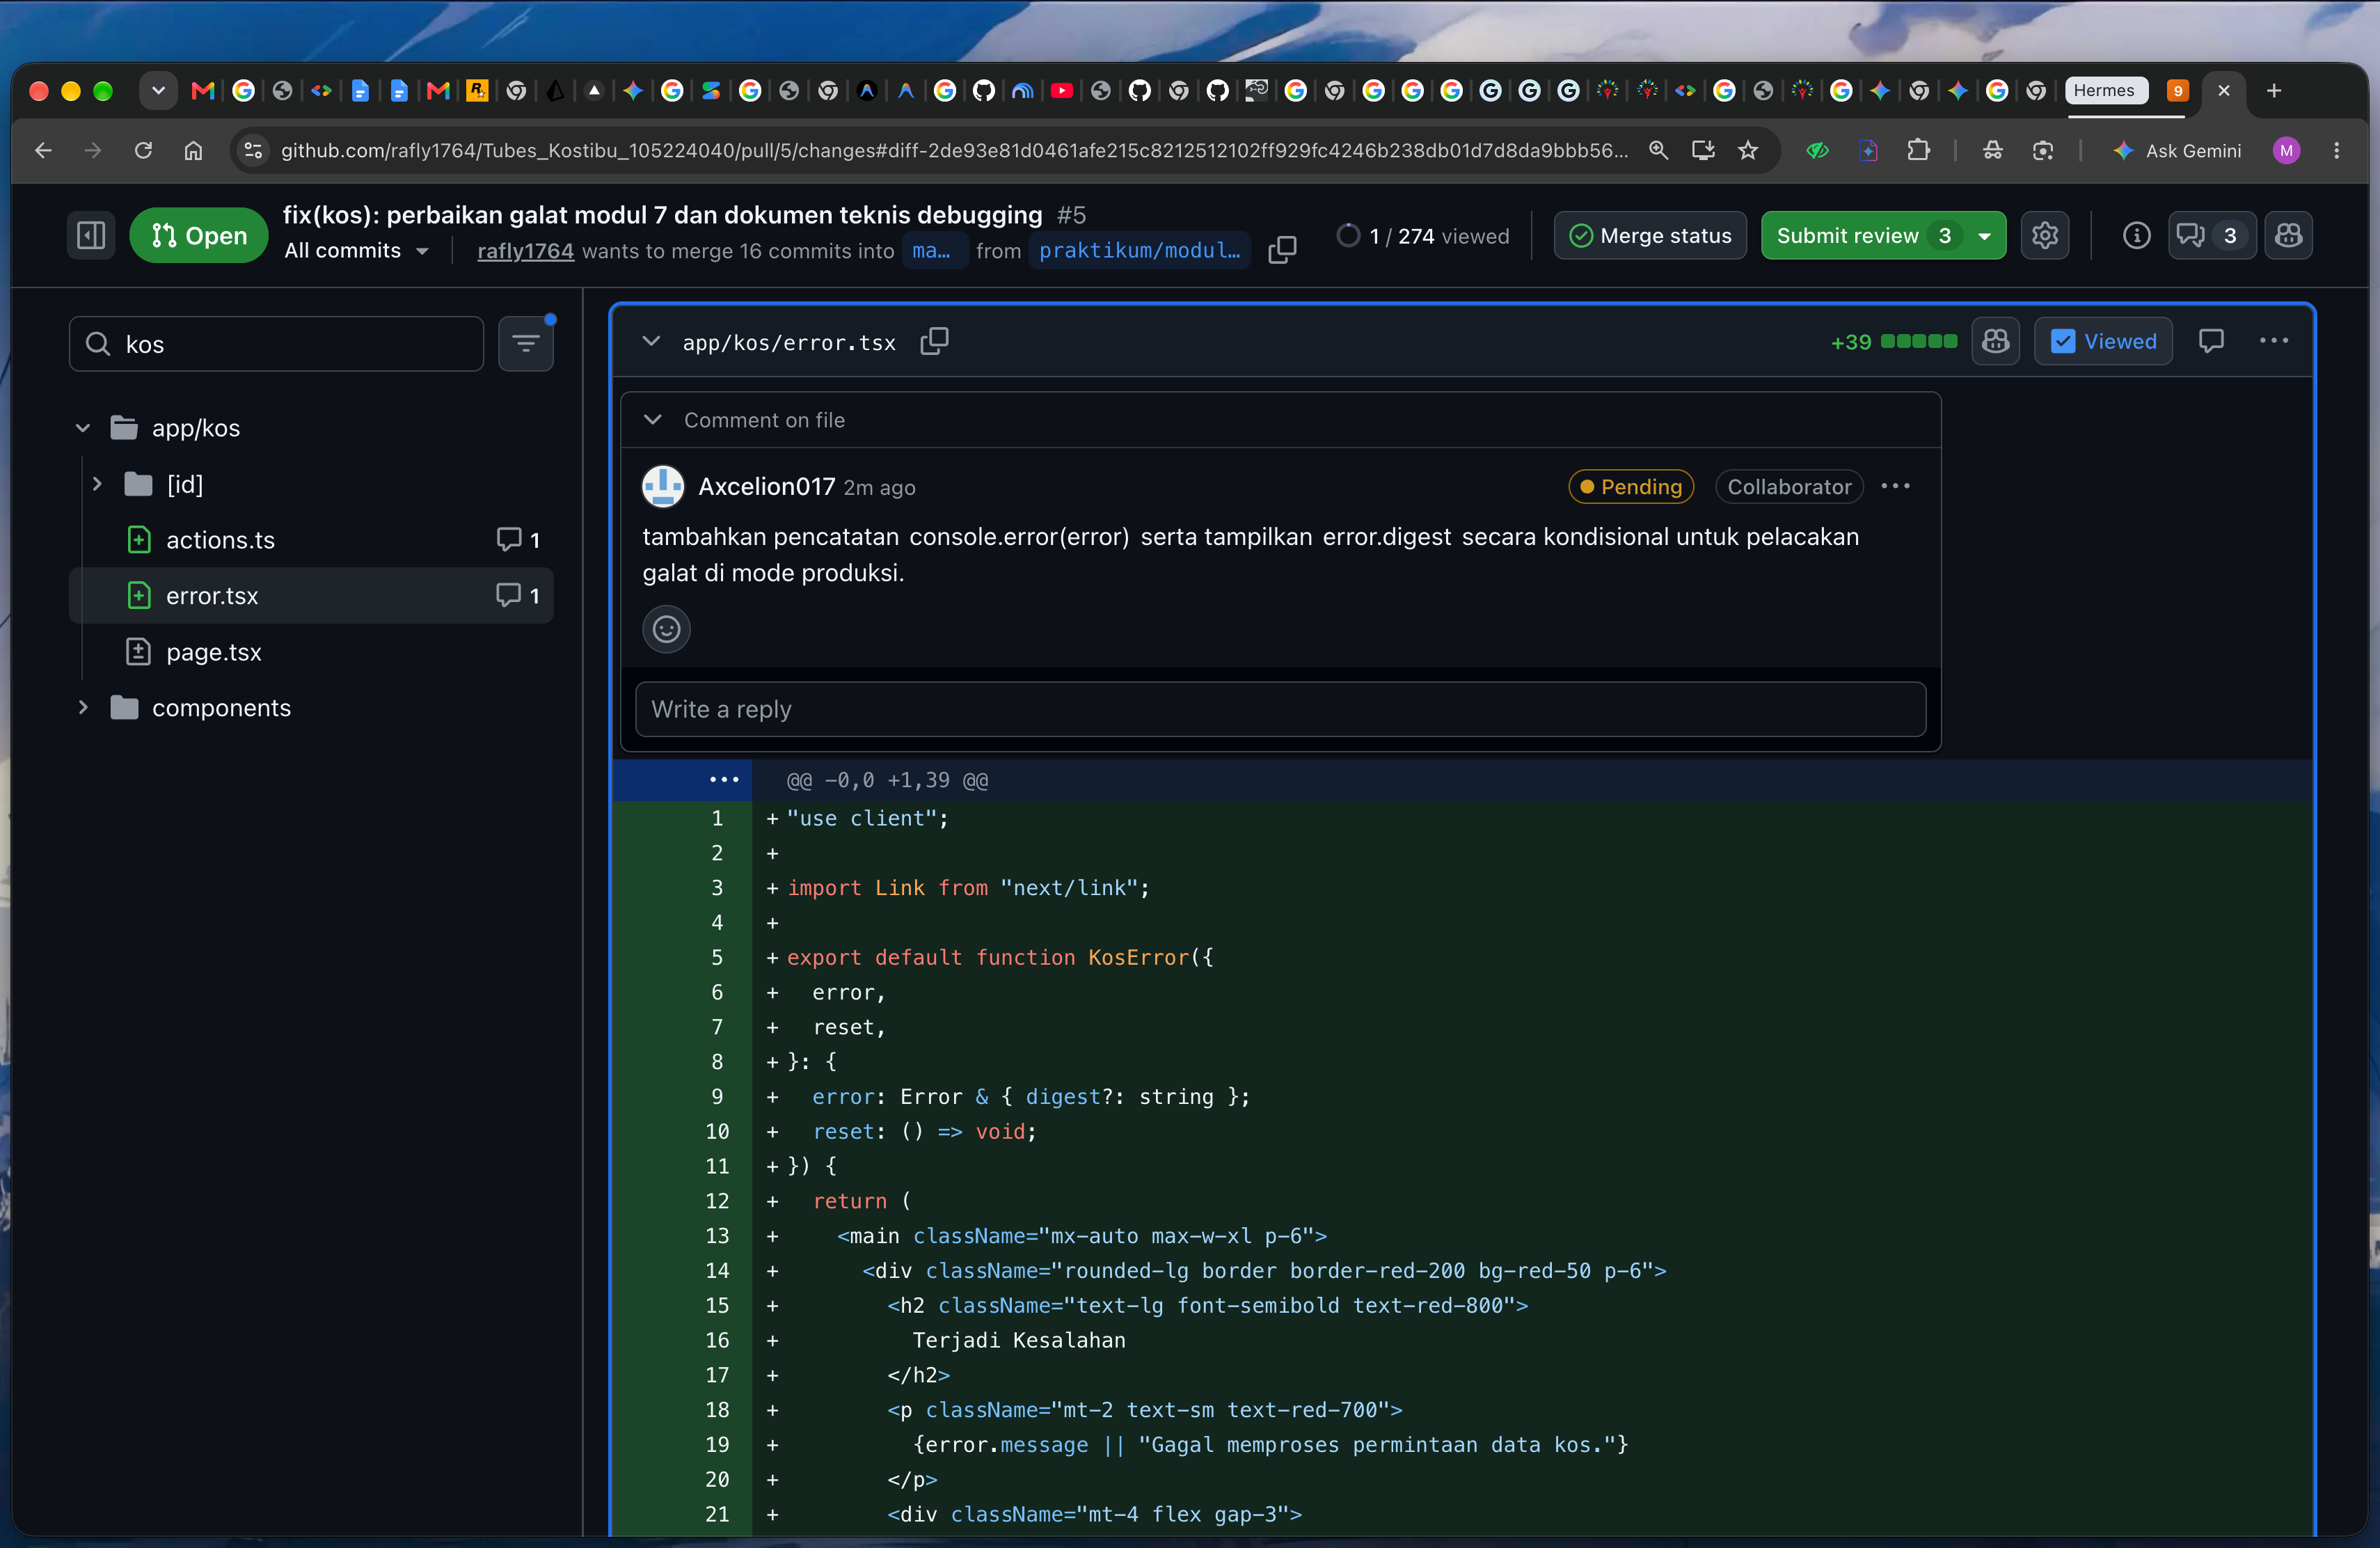 Hermes
9
github.com/rafly1764/Tubes_Kostibu_105224040/pull/5/changes#diff-2de93e81d0461afe215c8212512102ff929fc4246b238db01d7d8da9bbb56...
Ask Gemini
M
Open
fix(kos): perbaikan galat modul 7 dan dokumen teknis debugging #5
All commits
rafly1764 wants to merge 16 commits into ma... from praktikum/modul...
1 / 274 viewed
Merge status
Submit review 3
3
kos
app/kos
[id]
actions.ts 1
error.tsx 1
page.tsx
components
app/kos/error.tsx
+39
Viewed
Comment on file
Axcelion017 2m ago
Pending
Collaborator
tambahkan pencatatan console.error(error) serta tampilkan error.digest secara kondisional untuk pelacakan
galat di mode produksi.
Write a reply
@@ -0,0 +1,39 @@
1 + "use client";
2 +
3 + import Link from "next/link";
4 +
5 + export default function KosError({
6 + error,
7 + reset,
8 + }: {
9 + error: Error & { digest?: string };
10 + reset: () => void;
11 + }) {
12 + return (
13 + <main className="mx-auto max-w-xl p-6">
14 + <div className="rounded-lg border border-red-200 bg-red-50 p-6">
15 + <h2 className="text-lg font-semibold text-red-800">
16 + Terjadi Kesalahan
17 + </h2>
18 + <p className="mt-2 text-sm text-red-700">
19 + {error.message || "Gagal memproses permintaan data kos."}
20 + </p>
21 + <div className="mt-4 flex gap-3">